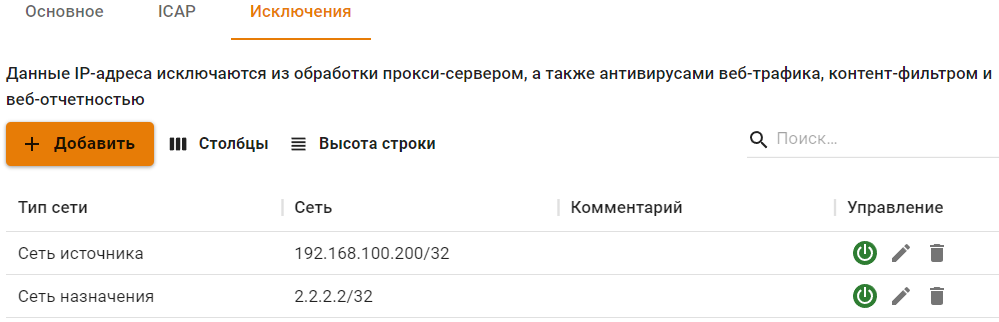 Основное ICAP Исключения
Данные IP-адреса исключаются из обработки прокси-сервером, а также антивирусами веб-трафика, контент-фильтром и
веб-отчетностью
Добавить Столбцы Высота строки Поиск...
Тип сети Сеть Комментарий Управление
Сеть источника 192.168.100.200/32
Сеть назначения 2.2.2.2/32